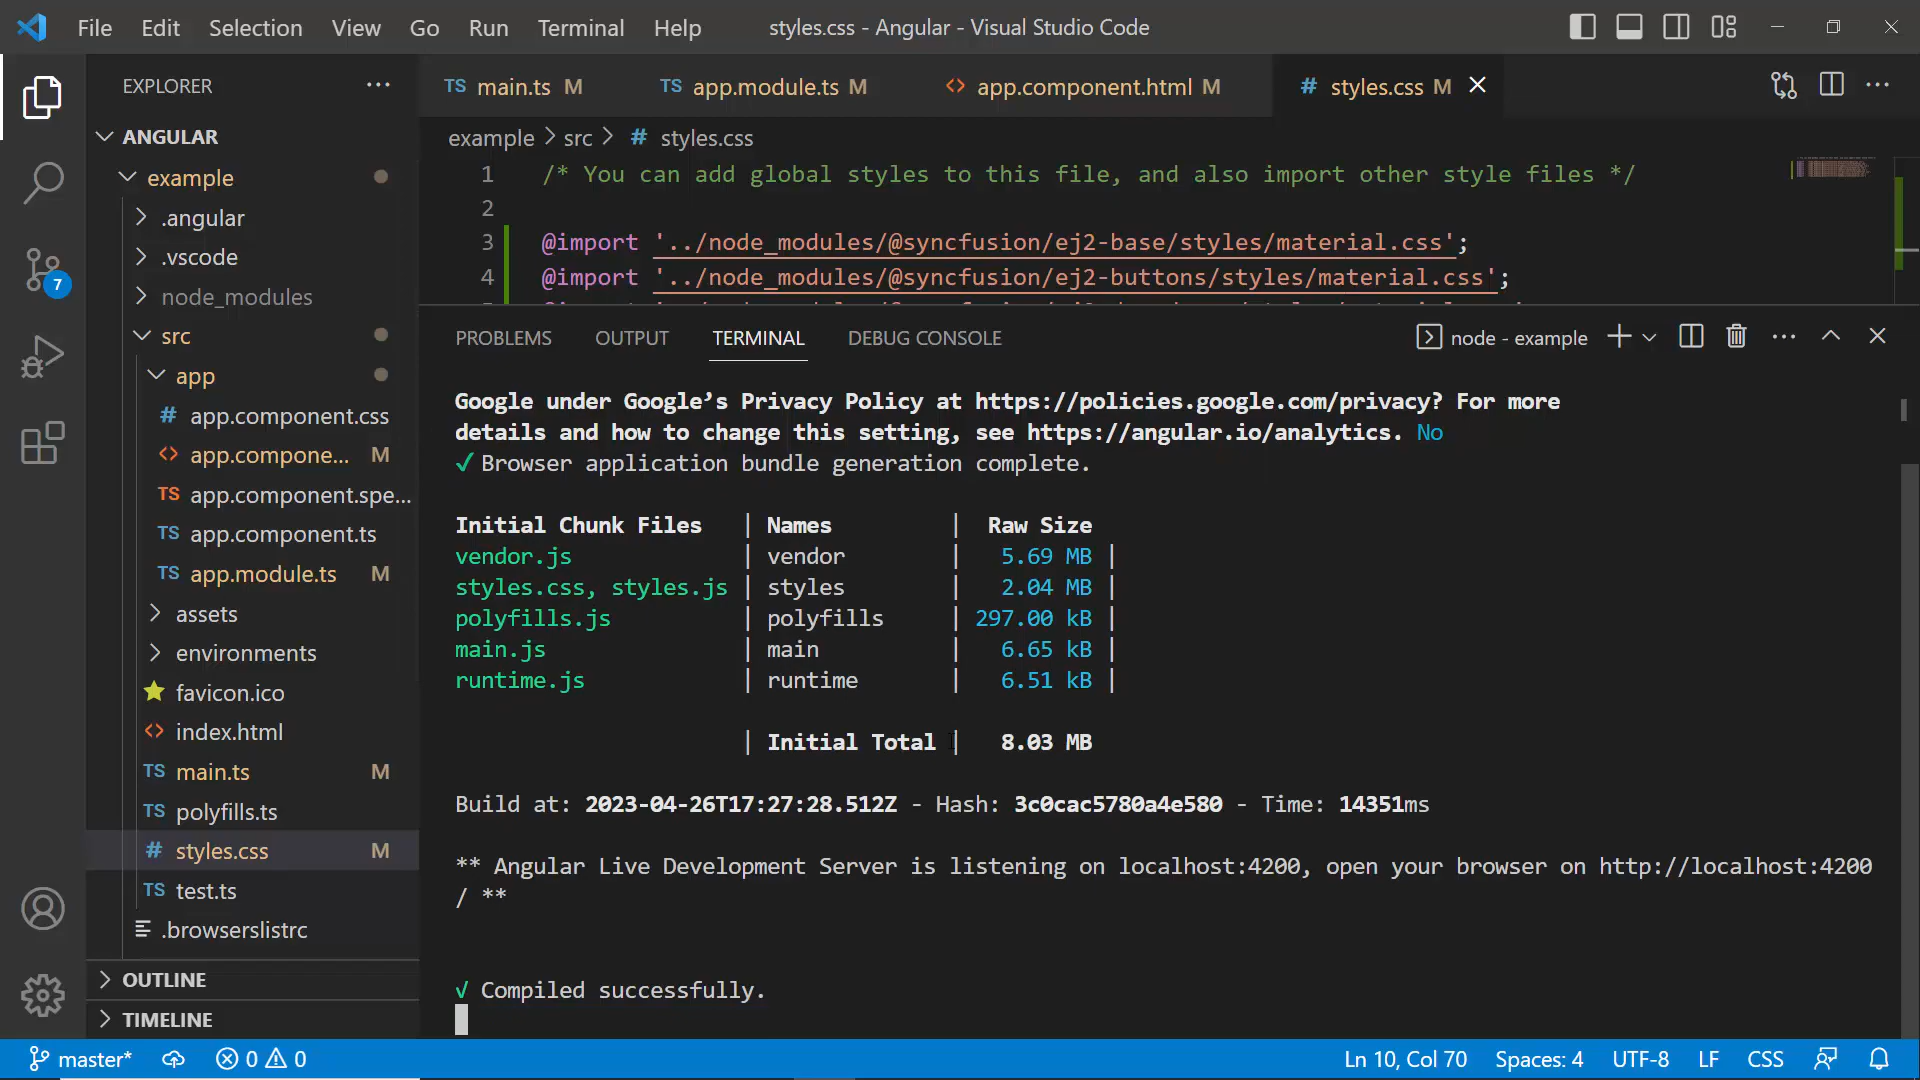 File Edit Selection View Go Run Terminal Help styles.css - Angular - Visual Studio Code
EXPLORER
ANGULAR
example
.angular
.vscode
node_modules
src
app
app.component.css
app.compone... M
app.component.spe...
app.component.ts
app.module.ts M
assets
environments
favicon.ico
index.html
main.ts M
polyfills.ts
styles.css M
test.ts
.browserslistrc
OUTLINE
TIMELINE
7
TS main.ts M TS app.module.ts M <> app.component.html M # styles.css M
example > src > # styles.css
1 /* You can add global styles to this file, and also import other style files */
2
3 @import '../node_modules/@syncfusion/ej2-base/styles/material.css';
4 @import '../node_modules/@syncfusion/ej2-buttons/styles/material.css';
PROBLEMS OUTPUT TERMINAL DEBUG CONSOLE node - example
Google under Google’s Privacy Policy at https://policies.google.com/privacy? For more
details and how to change this setting, see https://angular.io/analytics. No
✓ Browser application bundle generation complete.
Initial Chunk Files | Names | Raw Size
vendor.js | vendor | 5.69 MB |
styles.css, styles.js | styles | 2.04 MB |
polyfills.js | polyfills | 297.00 kB |
main.js | main | 6.65 kB |
runtime.js | runtime | 6.51 kB |
| Initial Total | 8.03 MB
Build at: 2023-04-26T17:27:28.512Z - Hash: 3c0cac5780a4e580 - Time: 14351ms
** Angular Live Development Server is listening on localhost:4200, open your browser on http://localhost:4200
/ **
√ Compiled successfully.
master* 0 0 Ln 10, Col 70 Spaces: 4 UTF-8 LF CSS